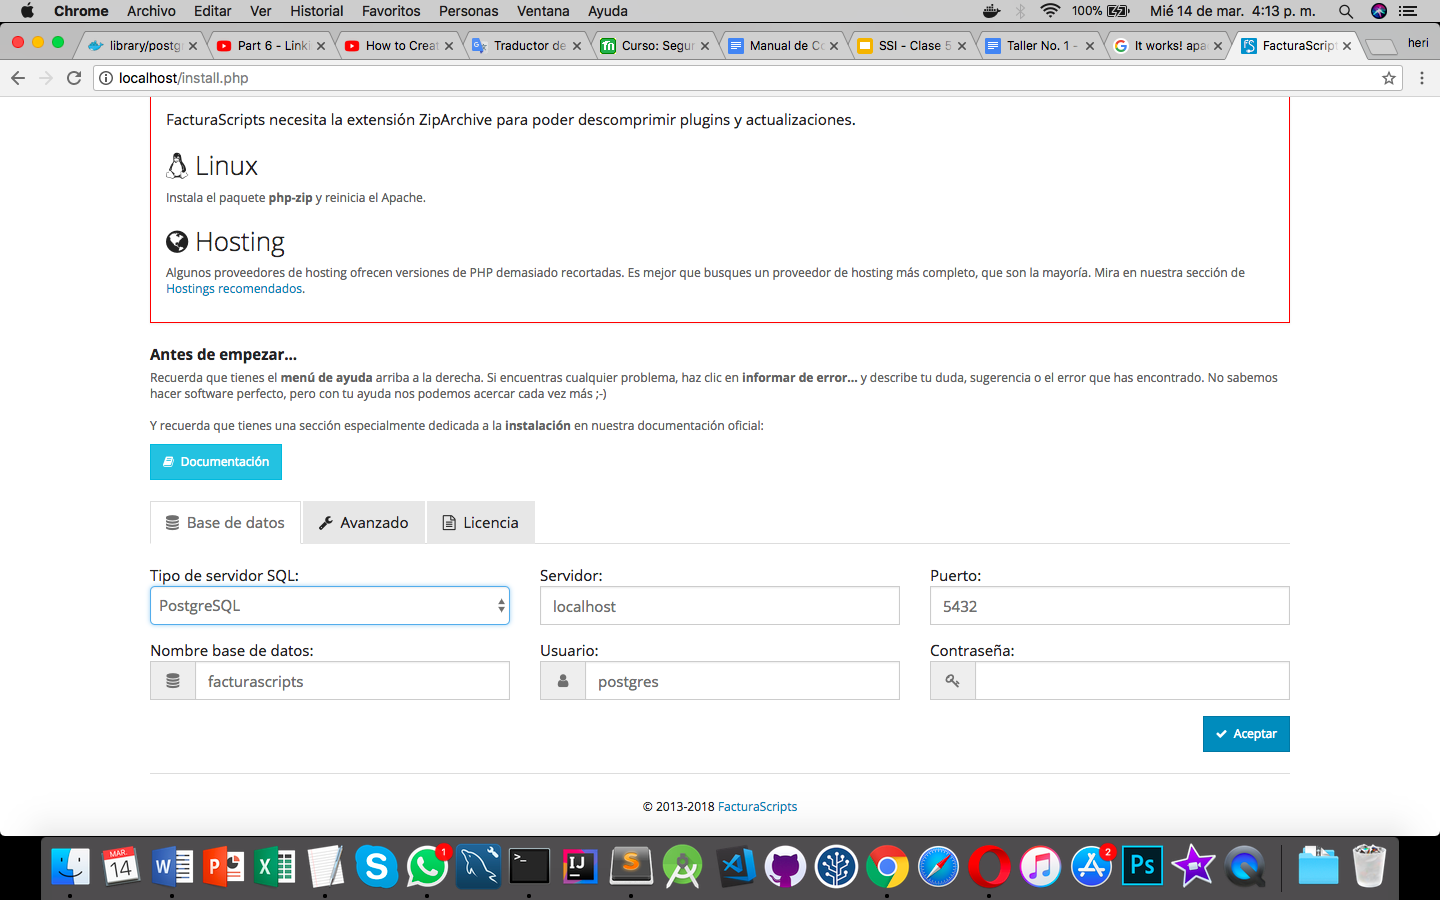 Chrome Archivo Editar Ver Historial Favoritos Personas Ventana Ayuda 100% Mié 14 de mar. 4:13 p. m.
library/postg Part 6 - Linki How to Creat Traductor de Curso: Segur Manual de Co SSI - Clase 5 Taller No. 1 - It works! apa FacturaScript heri
localhost/install.php
FacturaScripts necesita la extensión ZipArchive para poder descomprimir plugins y actualizaciones.
Linux
Instala el paquete php-zip y reinicia el Apache.
Hosting
Algunos proveedores de hosting ofrecen versiones de PHP demasiado recortadas. Es mejor que busques un proveedor de hosting más completo, que son la mayoría. Mira en nuestra sección de
Hostings recomendados.
Antes de empezar...
Recuerda que tienes el menú de ayuda arriba a la derecha. Si encuentras cualquier problema, haz clic en informar de error... y describe tu duda, sugerencia o el error que has encontrado. No sabemos
hacer software perfecto, pero con tu ayuda nos podemos acercar cada vez más ;-)
Y recuerda que tienes una sección especialmente dedicada a la instalación en nuestra documentación oficial:
Documentación
Base de datos Avanzado Licencia
Tipo de servidor SQL: Servidor: Puerto:
PostgreSQL localhost 5432
Nombre base de datos: Usuario: Contraseña:
facturascripts postgres
Aceptar
© 2013-2018 FacturaScripts
MAR. 14 W P X S 1 >_ IJ S 2 Ps